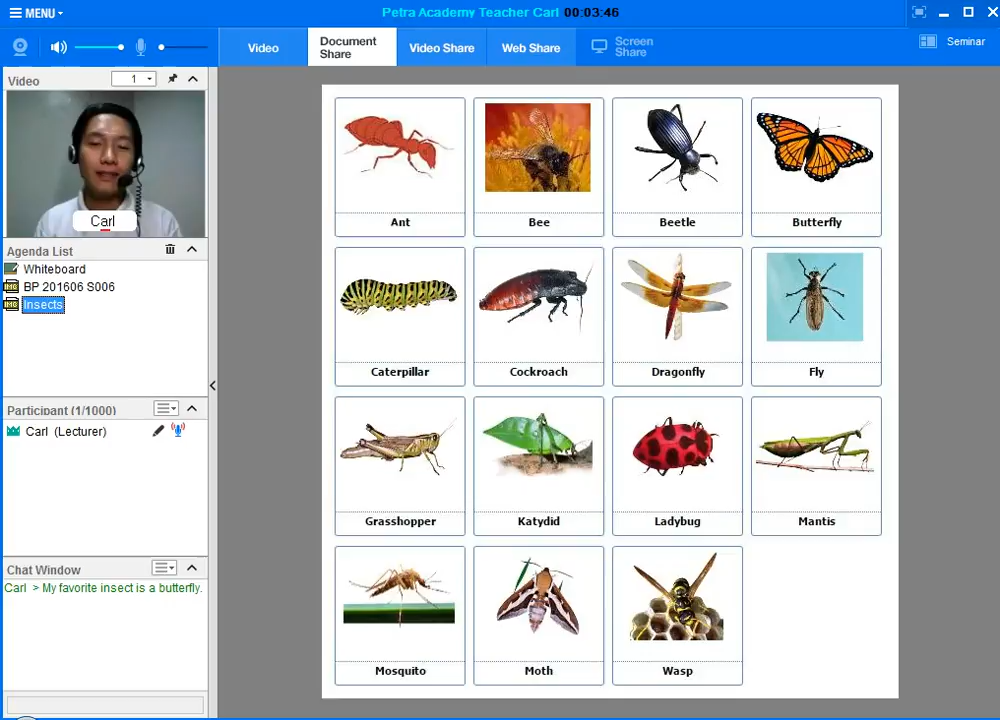 MENU
Petra Academy Teacher Carl 00:03:46
Video
Document Share
Video Share
Web Share
Screen Share
Seminar
Video
1
Carl
Agenda List
Whiteboard
BP 201606 S006
Insects
Participant (1/1000)
Carl (Lecturer)
Chat Window
Carl > My favorite insect is a butterfly.
Ant
Bee
Beetle
Butterfly
Caterpillar
Cockroach
Dragonfly
Fly
Grasshopper
Katydid
Ladybug
Mantis
Mosquito
Moth
Wasp